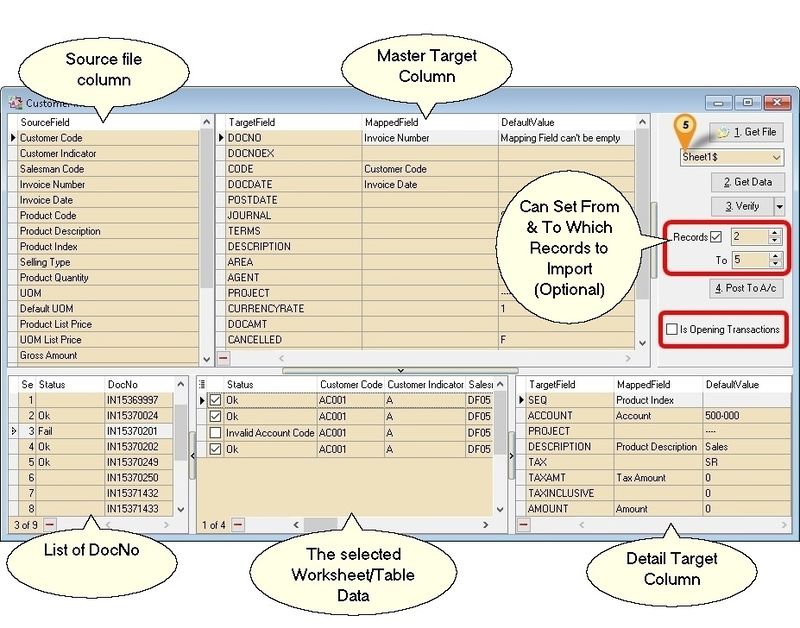 Source file
column
Master Target
Column
Custome
SourceField
Customer Code
Customer Indicator
Salesman Code
Invoice Number
Invoice Date
Product Code
Product Description
Product Index
Selling Type
Product Quantity
UOM
Default UOM
Product List Price
UOM List Price
Gross Amount
TargetField MappedField DefaultValue
DOCNO Invoice Number Mapping Field can't be empty
DOCNOEX
CODE Customer Code
DOCDATE Invoice Date
POSTDATE
JOURNAL
TERMS
DESCRIPTION
AREA
AGENT
PROJECT ----
CURRENCYRATE 1
DOCAMT
CANCELLED F
5
1. Get File
Sheet1$
2. Get Data
3. Verify
Records 2
To 5
4. Post To A/c
Is Opening Transactions
Can Set From
& To Which
Records to
Import
(Optional)
Se Status DocNo
1 IN15369997
2 Ok IN15370024
3 Fail IN15370201
4 Ok IN15370202
5 Ok IN15370249
6 IN15370250
7 IN15371432
8 IN15371433
3 of 9
Status Customer Code Customer Indicator Sales
Ok AC001 A DF05
Ok AC001 A DF05
Invalid Account Code AC001 A DF05
Ok AC001 A DF05
1 of 4
TargetField MappedField DefaultValue
SEQ Product Index
ACCOUNT Account 500-000
PROJECT ----
DESCRIPTION Product Description Sales
TAX SR
TAXAMT Tax Amount 0
TAXINCLUSIVE 0
AMOUNT Amount 0
List of DocNo
The selected
Worksheet/Table
Data
Detail Target
Column